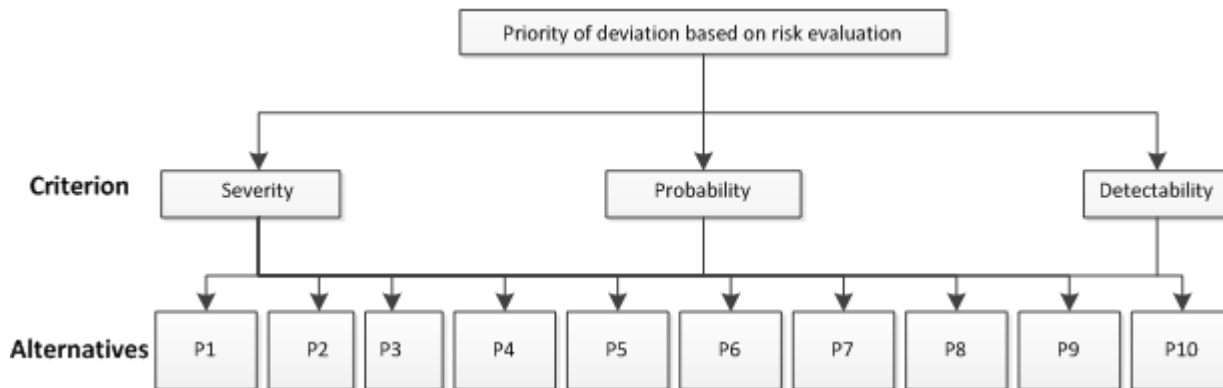 Priority of deviation based on risk evaluation
Criterion
Severity
Probability
Detectability
Alternatives
P1
P2
P3
P4
P5
P6
P7
P8
P9
P10